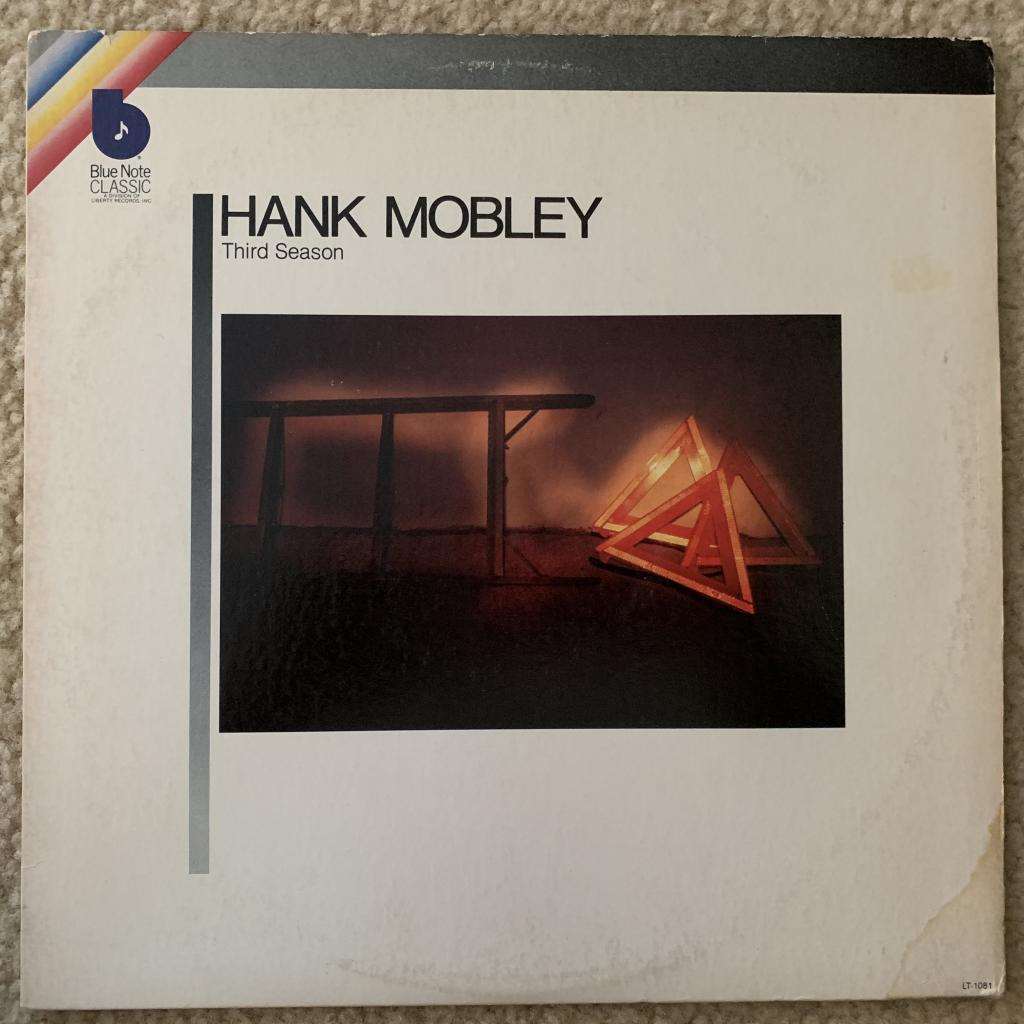 Blue Note
CLASSIC
A DIVISION OF
LIBERTY RECORDS, INC.
HANK MOBLEY
Third Season
LT-1081